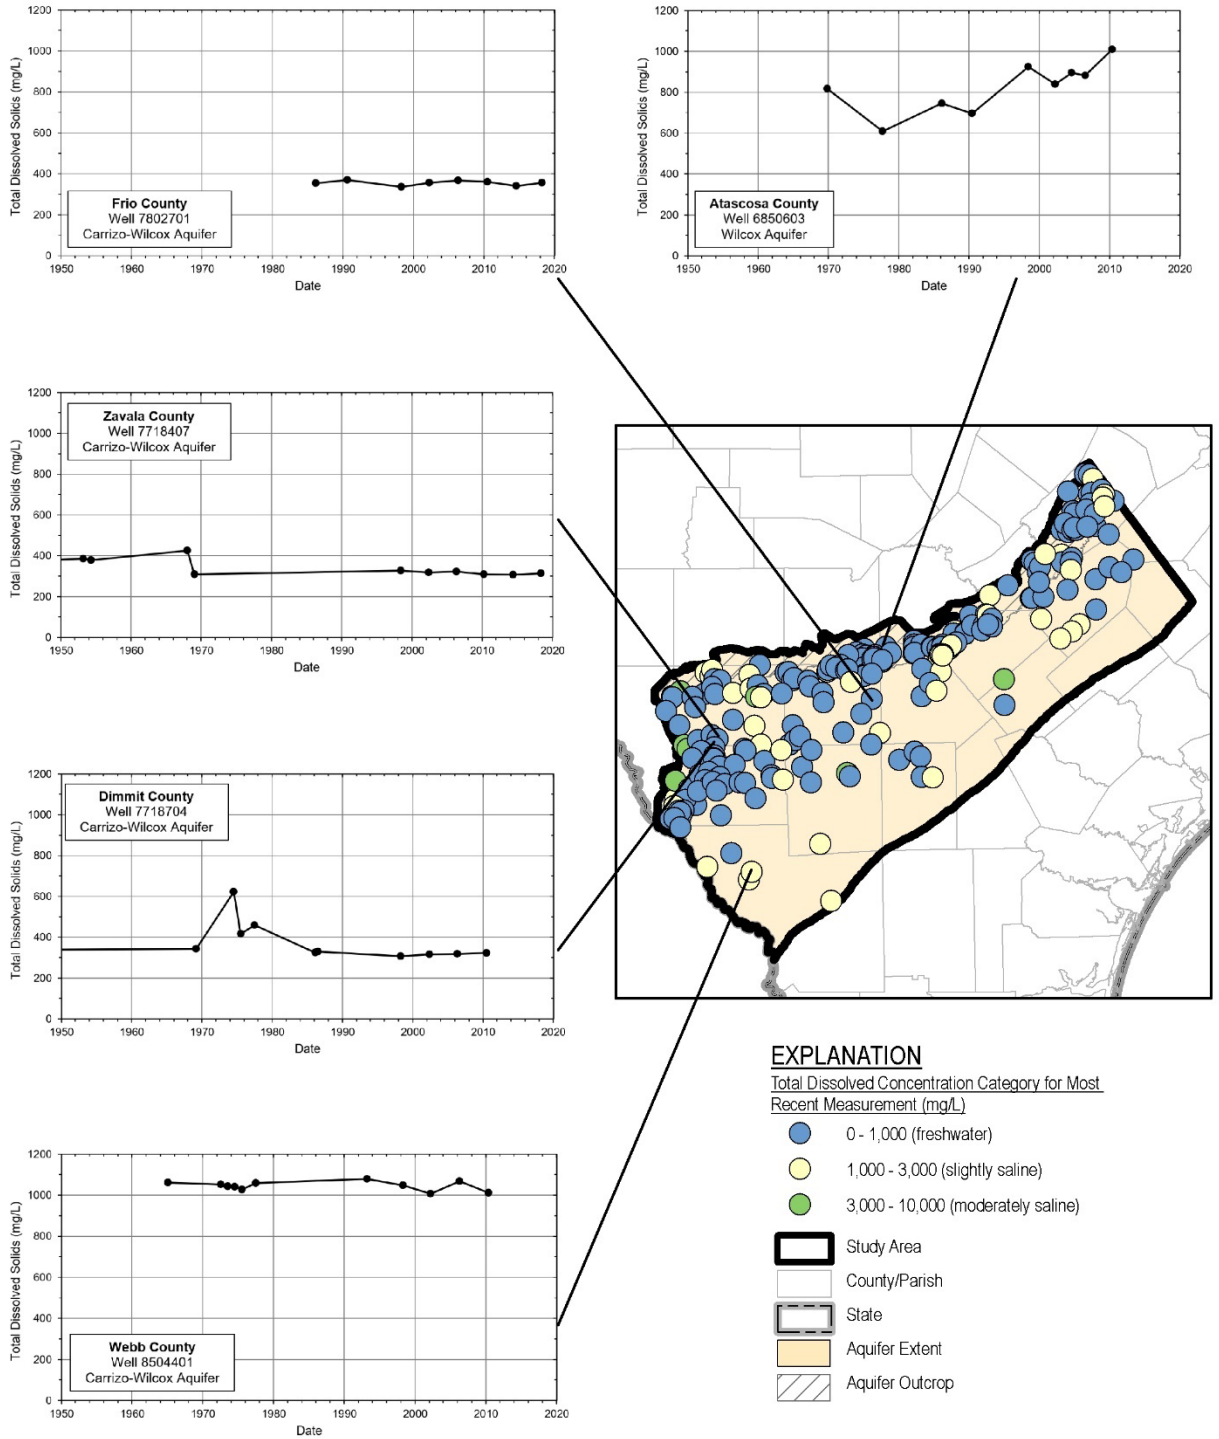 1200
1000
800
600
400
200
0
Total Dissolved Solids (mg/L)
Frio County
Well 7802701
Carrizo-Wilcox Aquifer
1950 1960 1970 1980 1990 2000 2010 2020
Date
1200
1000
800
600
400
200
0
Total Dissolved Solids (mg/L)
Atascosa County
Well 6850603
Wilcox Aquifer
1950 1960 1970 1980 1990 2000 2010 2020
Date
1200
1000
800
600
400
200
0
Total Dissolved Solids (mg/L)
Zavala County
Well 7718407
Carrizo-Wilcox Aquifer
1950 1960 1970 1980 1990 2000 2010 2020
Date
1200
1000
800
600
400
200
0
Total Dissolved Solids (mg/L)
Dimmit County
Well 7718704
Carrizo-Wilcox Aquifer
1950 1960 1970 1980 1990 2000 2010 2020
Date
1200
1000
800
600
400
200
0
Total Dissolved Solids (mg/L)
Webb County
Well 8504401
Carrizo-Wilcox Aquifer
1950 1960 1970 1980 1990 2000 2010 2020
Date
EXPLANATION
Total Dissolved Concentration Category for Most
Recent Measurement (mg/L)
0 - 1,000 (freshwater)
1,000 - 3,000 (slightly saline)
3,000 - 10,000 (moderately saline)
Study Area
County/Parish
State
Aquifer Extent
Aquifer Outcrop